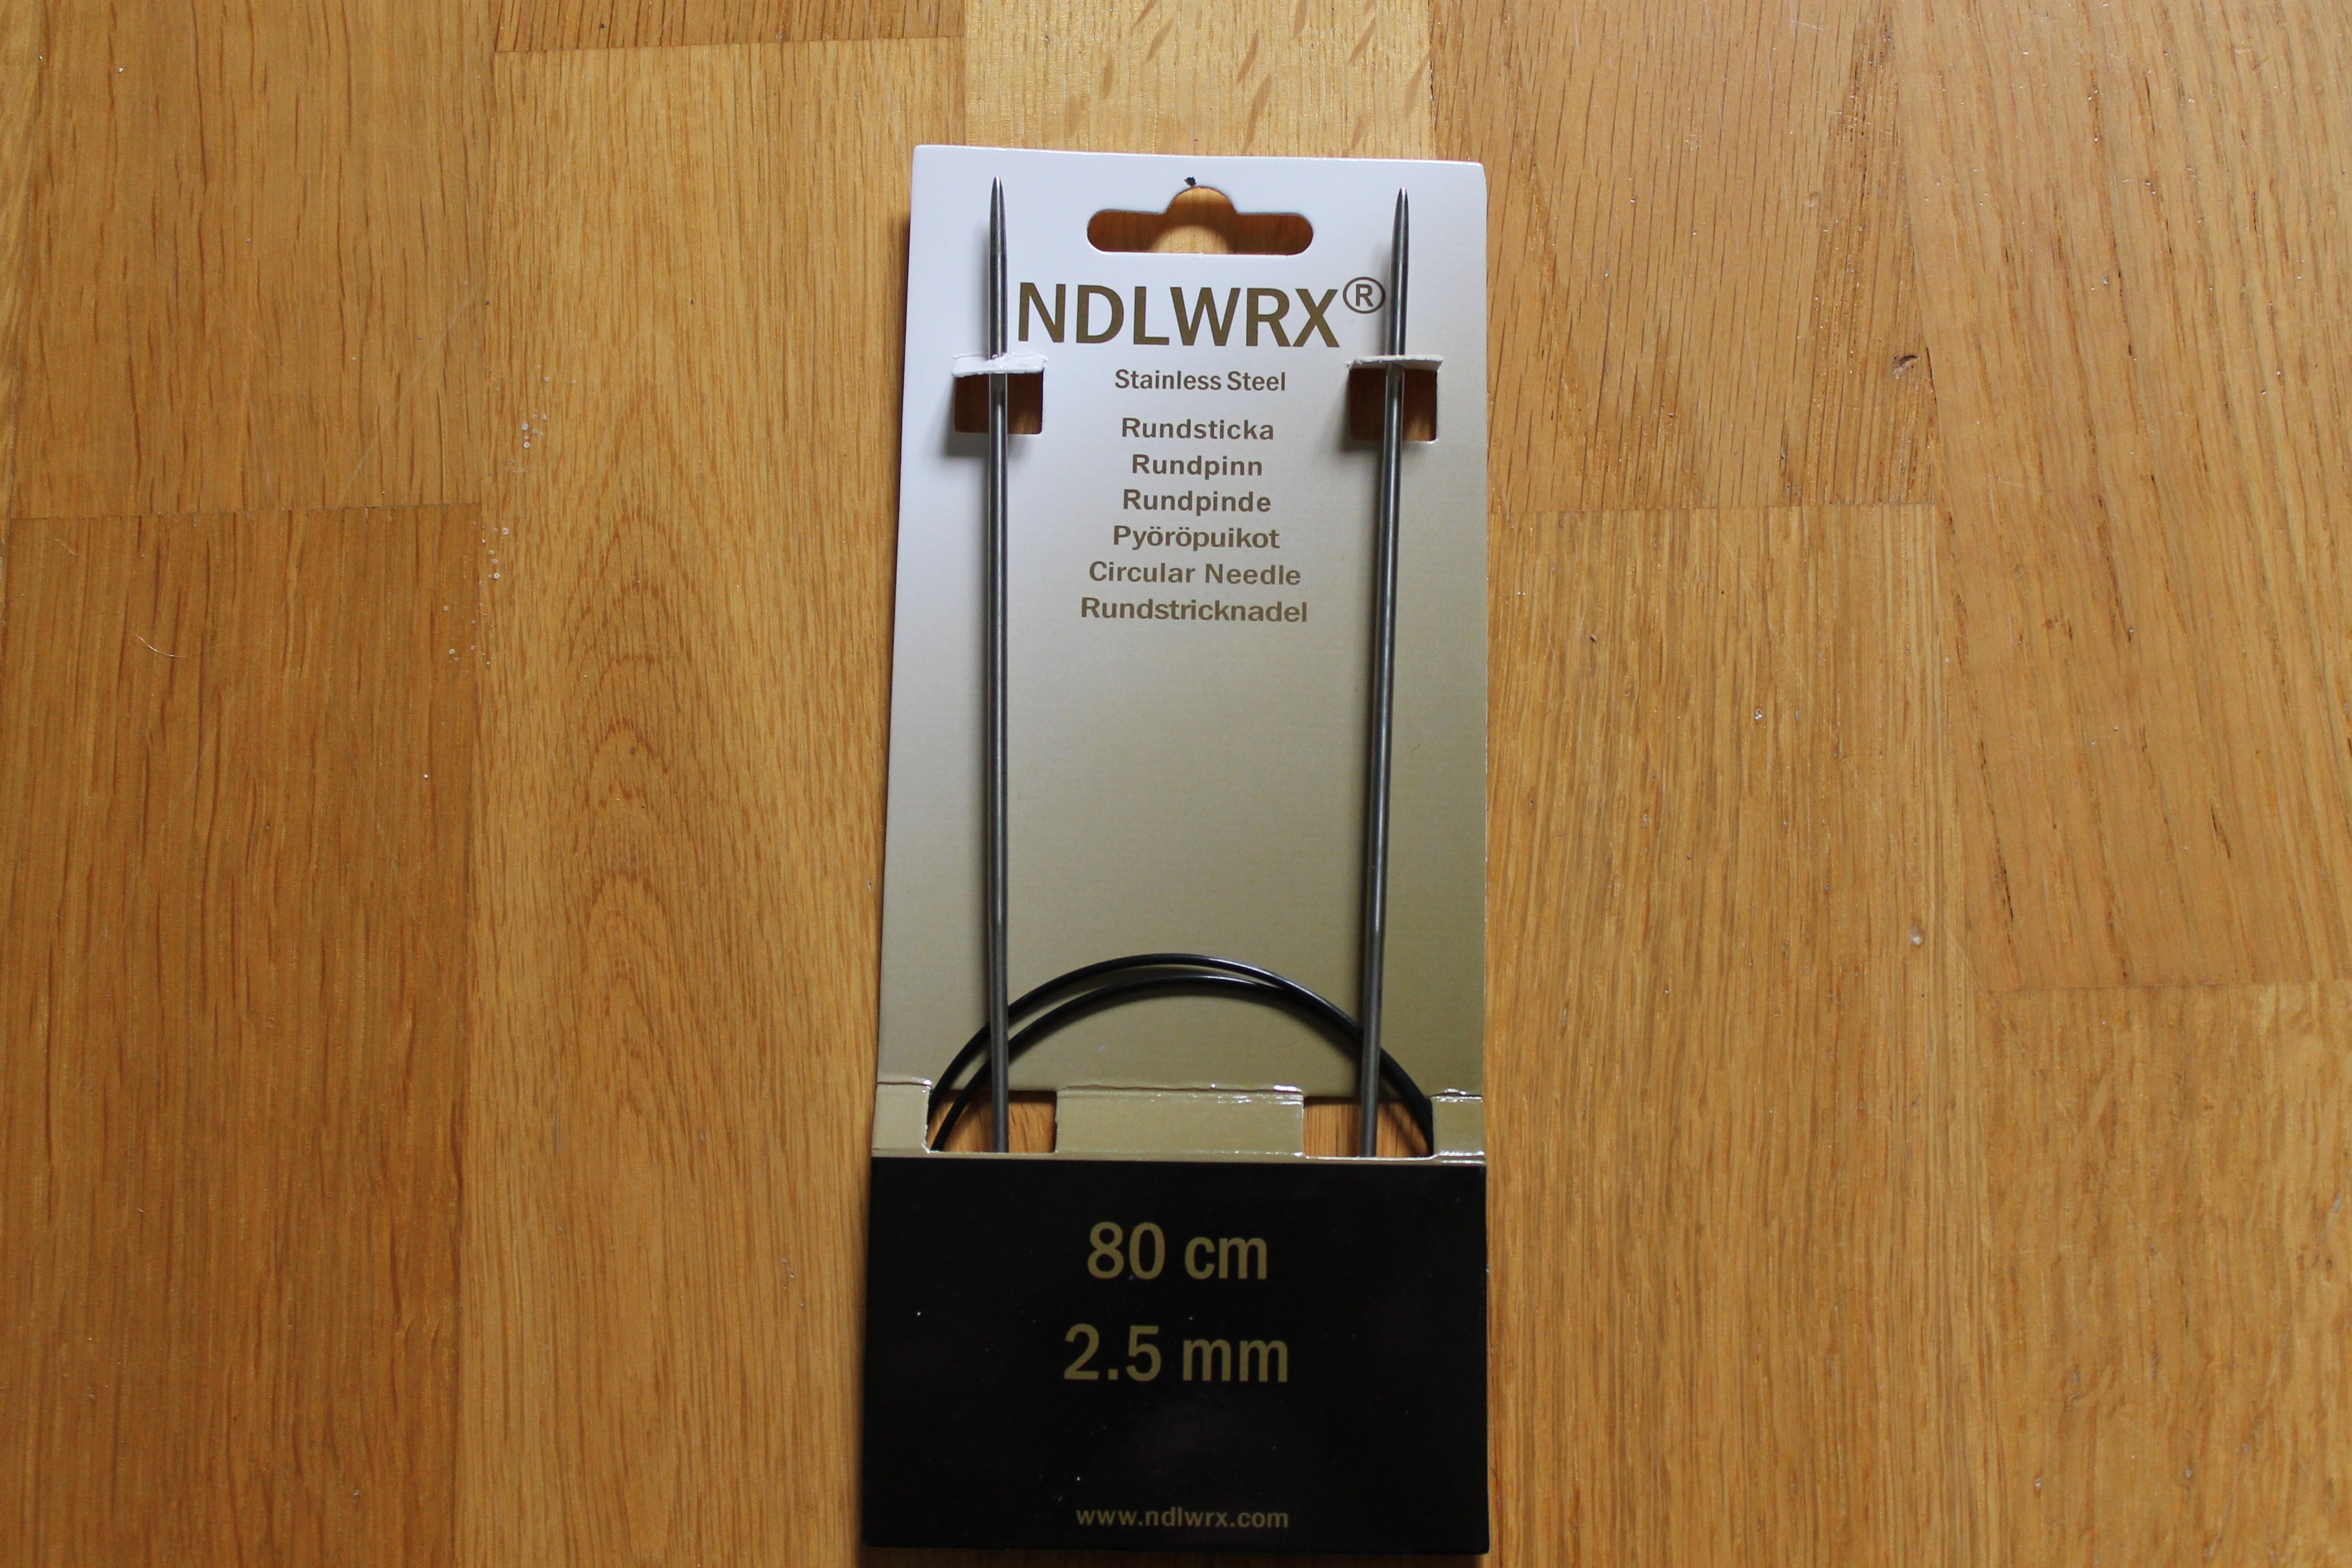 NDLWRX®
Stainless Steel
Rundsticka
Rundpinn
Rundpinde
Pyöröpuikot
Circular Needle
Rundstricknadel
80 cm
2.5 mm
www.ndlwrx.com